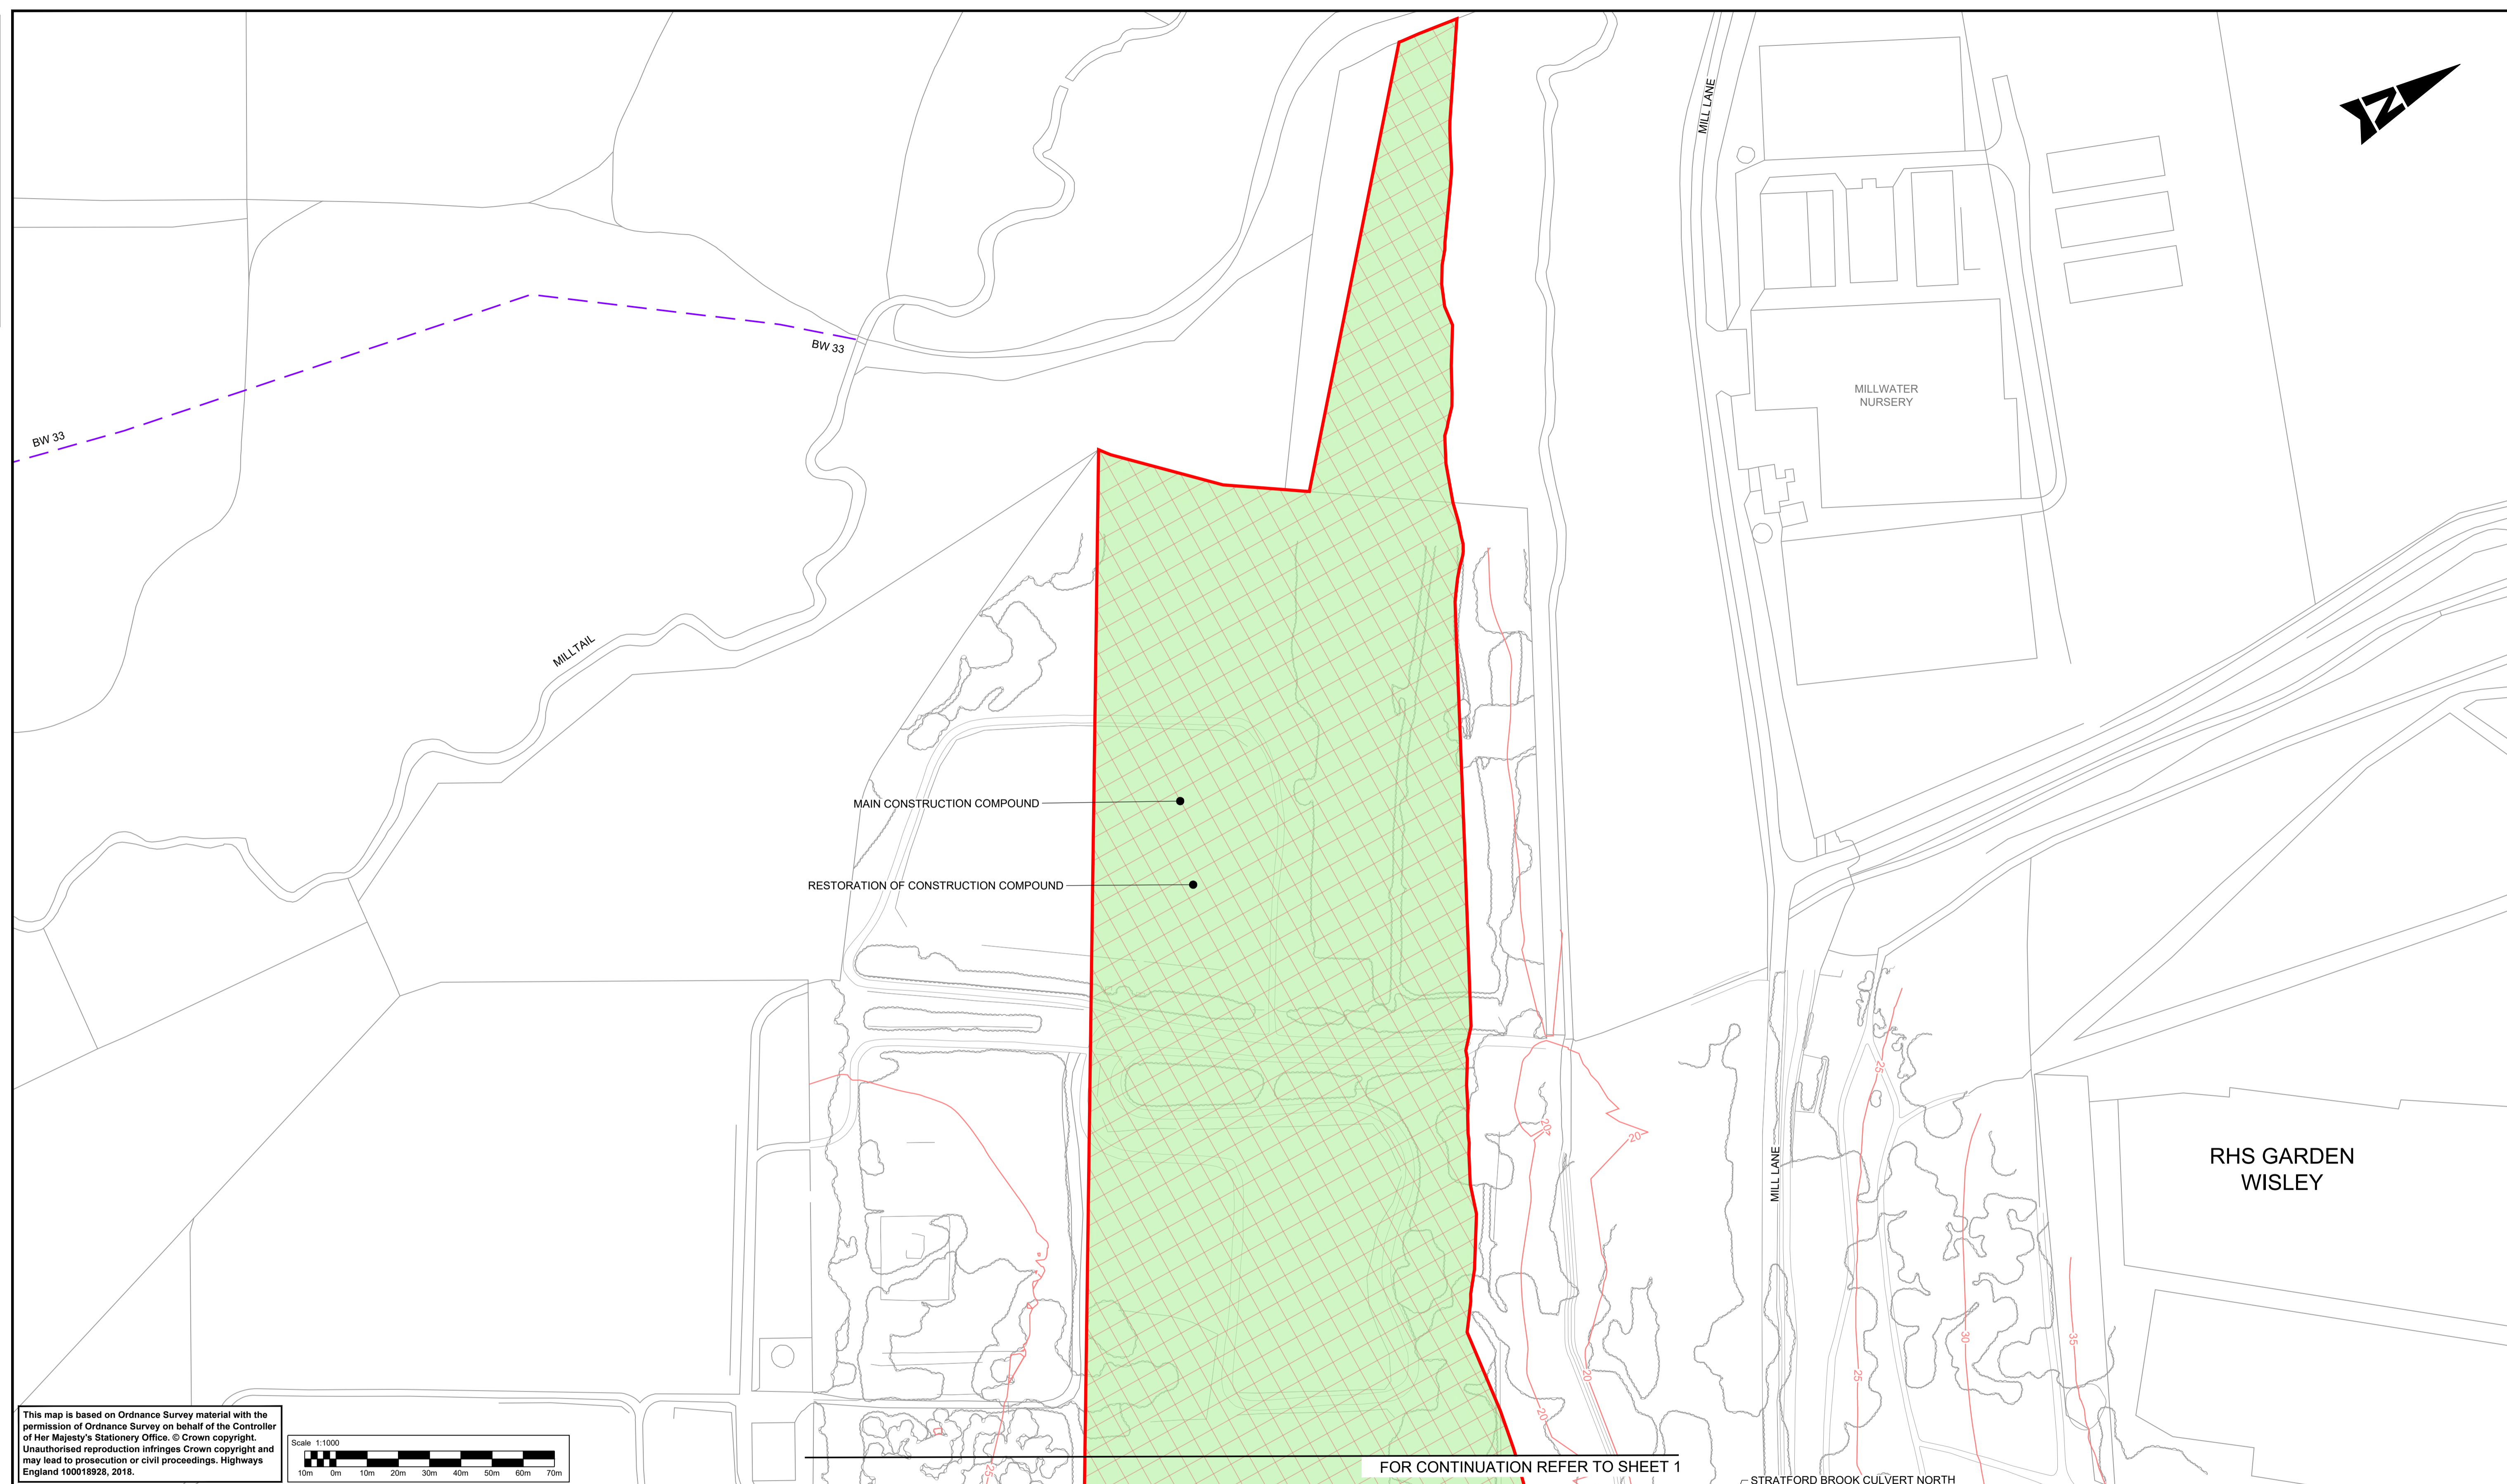 MILL LANE
N
BW 33
BW 33
MILLWATER
NURSERY
MILLTAIL
MAIN CONSTRUCTION COMPOUND
RESTORATION OF CONSTRUCTION COMPOUND
25
20
20
MILL LANE
RHS GARDEN
WISLEY
30
35
25
20
20
25
This map is based on Ordnance Survey material with the
permission of Ordnance Survey on behalf of the Controller
of Her Majesty's Stationery Office. © Crown copyright.
Unauthorised reproduction infringes Crown copyright and
may lead to prosecution or civil proceedings. Highways
England 100018928, 2018.
Scale 1:1000
10m 0m 10m 20m 30m 40m 50m 60m 70m
FOR CONTINUATION REFER TO SHEET 1
STRATFORD BROOK CULVERT NORTH